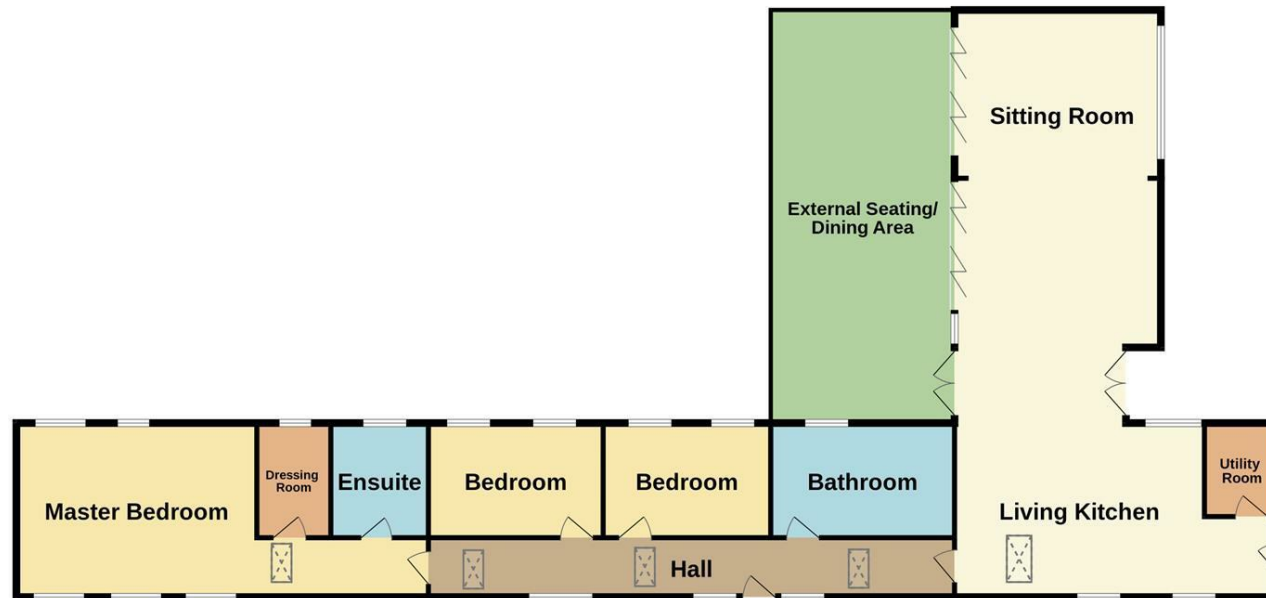 Sitting Room
External Seating/
Dining Area
Master Bedroom
Dressing
Room
Ensuite
Bedroom
Bedroom
Bathroom
Living Kitchen
Utility
Room
Hall